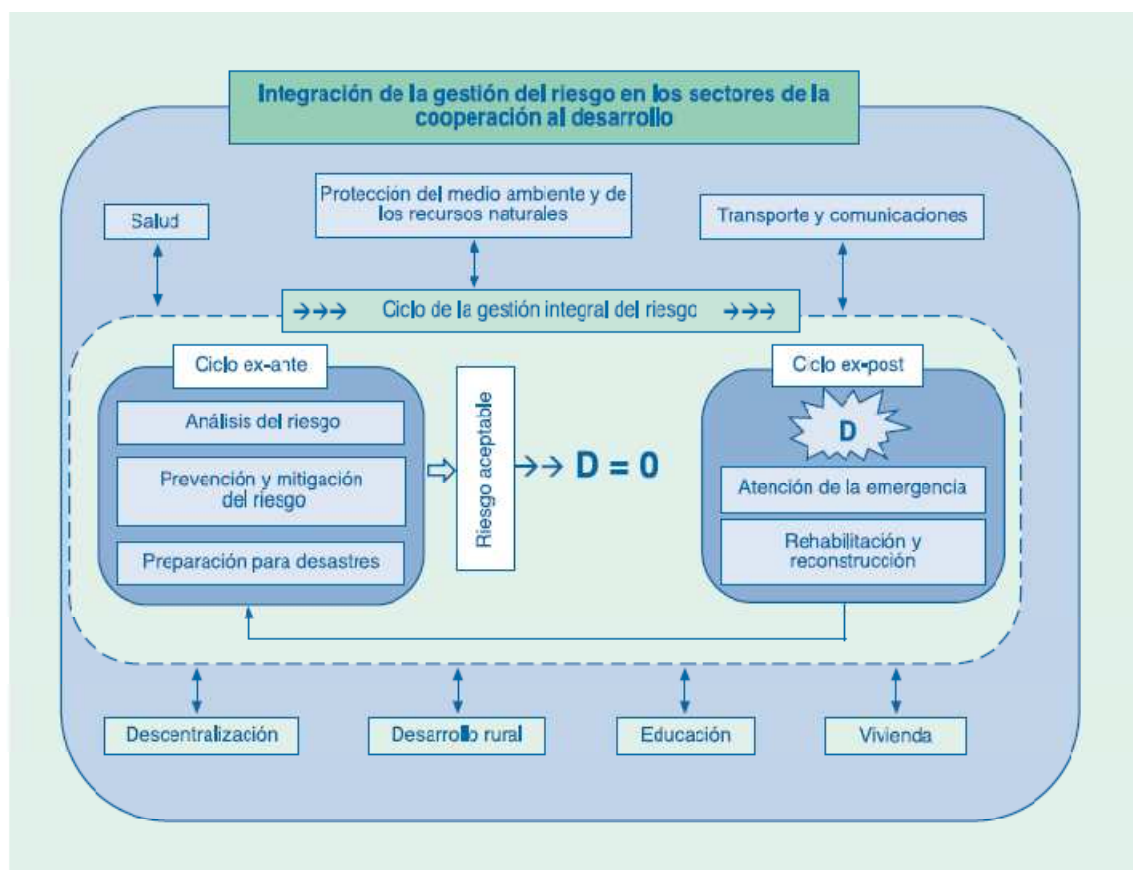 Integración de la gestión del riesgo en los sectores de la
cooperación al desarrollo
Salud
Protección del medio ambiente y de
los recursos naturales
Transporte y comunicaciones
→→→ Ciclo de la gestión integral del riesgo →→→
Ciclo ex-ante
Análisis del riesgo
Prevención y mitigación
del riesgo
Preparación para desastres
Riesgo aceptable
→→ D = 0
Ciclo ex-post
D
Atención de la emergencia
Rehabilitación y
reconstrucción
Descentralización
Desarrollo rural
Educación
Vivienda